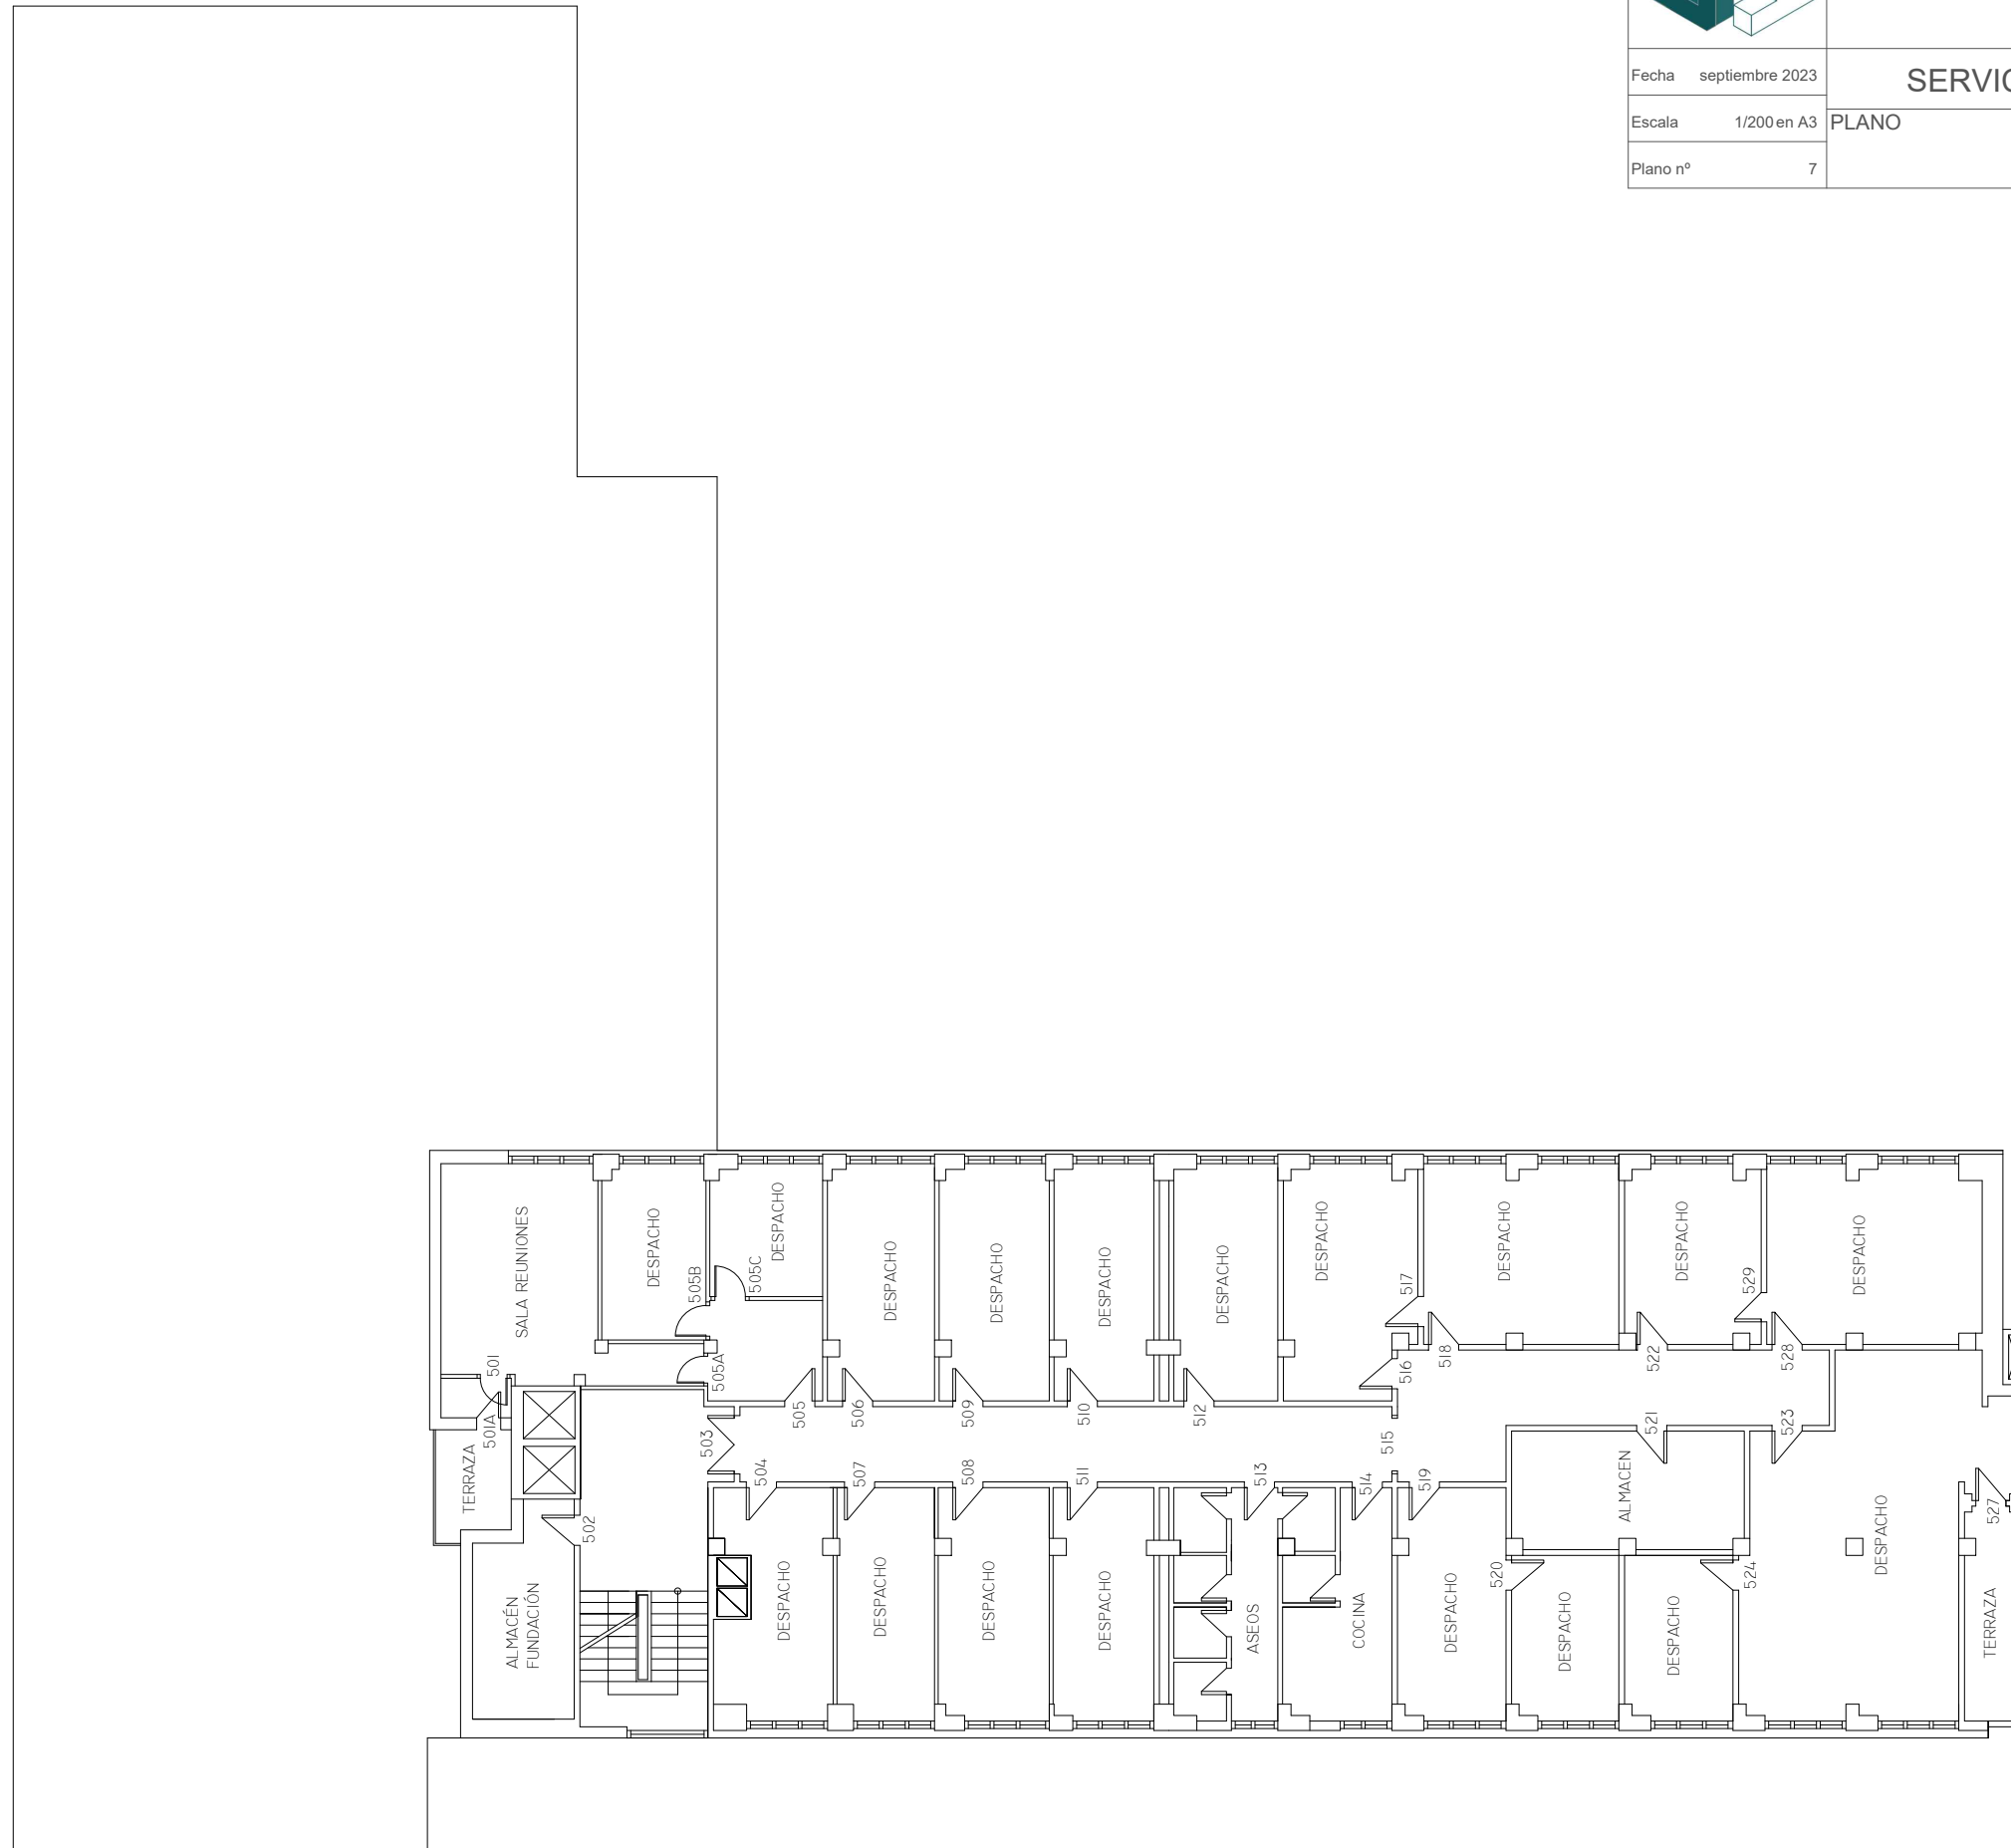 Fecha septiembre 2023
SERVIC
Escala 1/200 en A3
PLANO
Plano nº 7
SALA REUNIONES
DESPACHO
DESPACHO
DESPACHO
DESPACHO
DESPACHO
DESPACHO
DESPACHO
DESPACHO
DESPACHO
DESPACHO
505B
505C
517
529
501
505A
516
518
522
528
501A
505
506
509
510
512
503
515
521
523
TERRAZA
504
507
508
511
513
514
519
ALMACEN
527
502
520
524
ALMACÉN
FUNDACIÓN
DESPACHO
DESPACHO
DESPACHO
DESPACHO
ASEOS
COCINA
DESPACHO
DESPACHO
DESPACHO
DESPACHO
TERRAZA